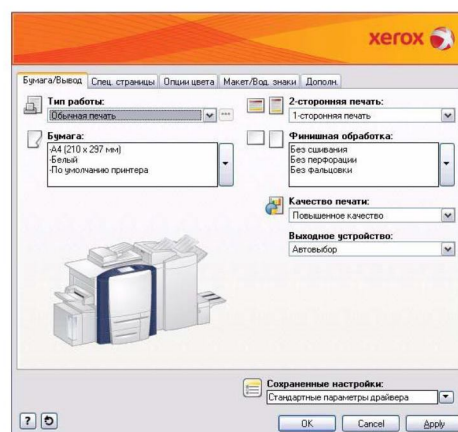 xerox
Бумага/Вывод Спец. страницы Опции цвета Макет/Вод. знаки Дополн.
Тип работы:
Обычная печать
Бумага:
-A4 (210 x 297 мм)
-Белый
-По умолчанию принтера
2-сторонняя печать:
1-сторонняя печать
Финишная обработка:
Без сшивания
Без перфорации
Без фальцовки
Качество печати:
Повышенное качество
Выходное устройство:
Автовыбор
Сохраненные настройки:
Стандартные параметры драйвера
? OK Cancel Apply